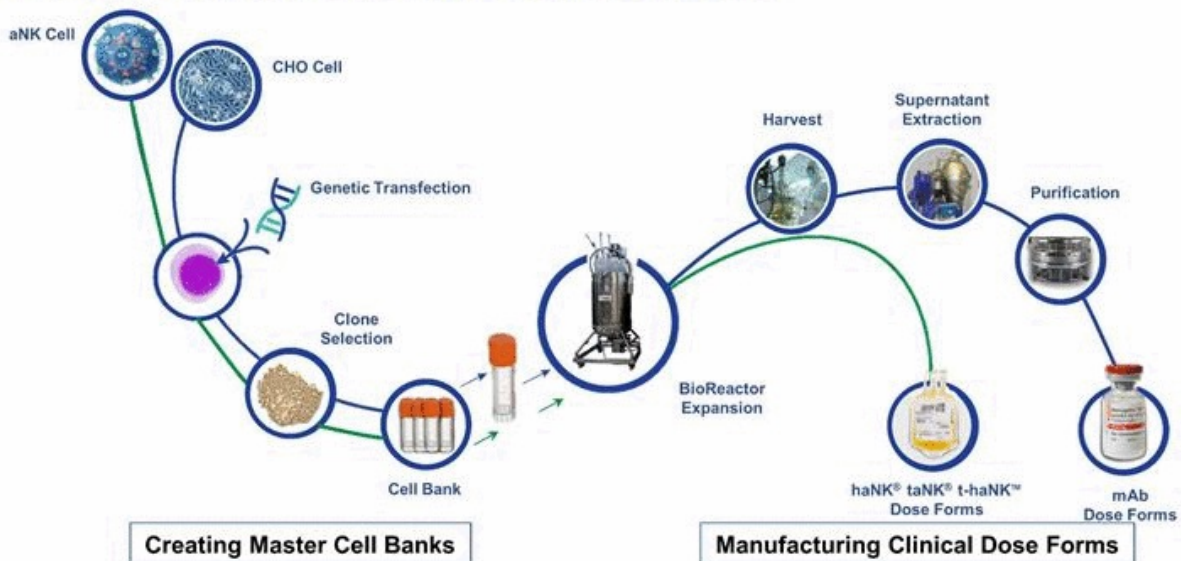 aNK Cell
CHO Cell
Genetic Transfection
Clone
Selection
Cell Bank
BioReactor
Expansion
Harvest
Supernatant
Extraction
Purification
haNK® taNK® t-haNK™
Dose Forms
mAb
Dose Forms
Creating Master Cell Banks
Manufacturing Clinical Dose Forms